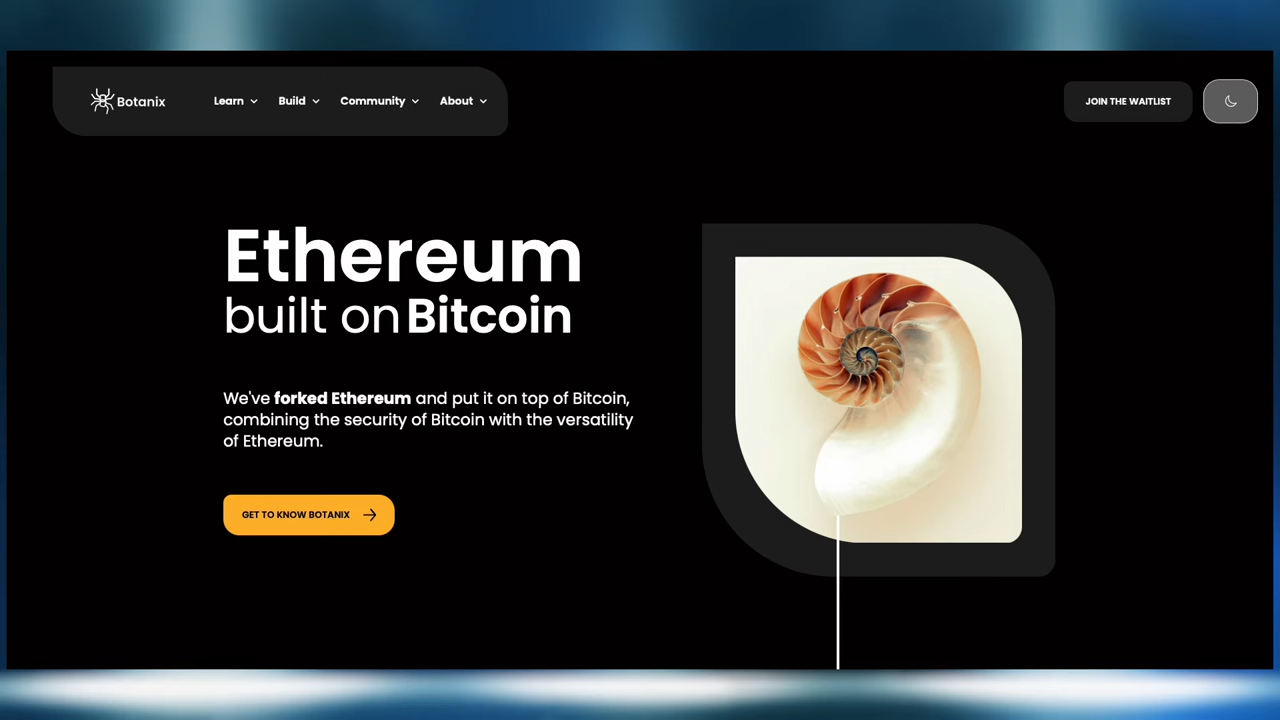 Botanix
Learn
Build
Community
About
JOIN THE WAITLIST
Ethereum
built on Bitcoin
We've forked Ethereum and put it on top of Bitcoin,
combining the security of Bitcoin with the versatility
of Ethereum.
GET TO KNOW BOTANIX